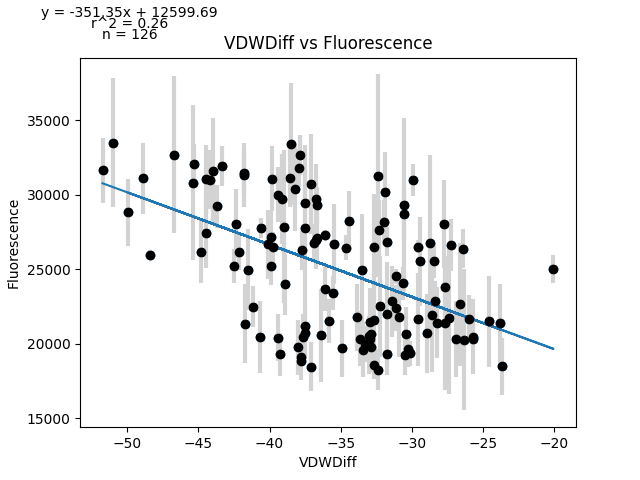 y = -351.35x + 12599.69
r^2 = 0.26
n = 126
VDWDiff vs Fluorescence
Fluorescence
35000
30000
25000
20000
15000
−50
−45
−40
−35
−30
−25
−20
VDWDiff